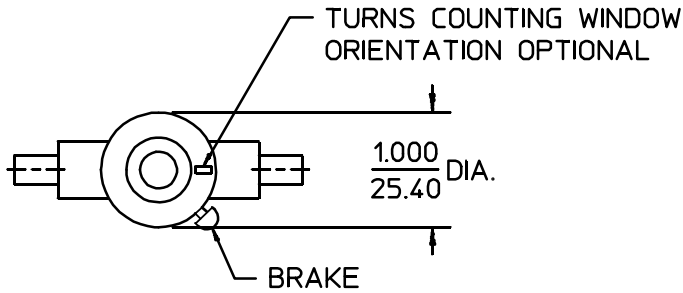 TURNS COUNTING WINDOW
ORIENTATION OPTIONAL
1.000
25.40 DIA.
BRAKE